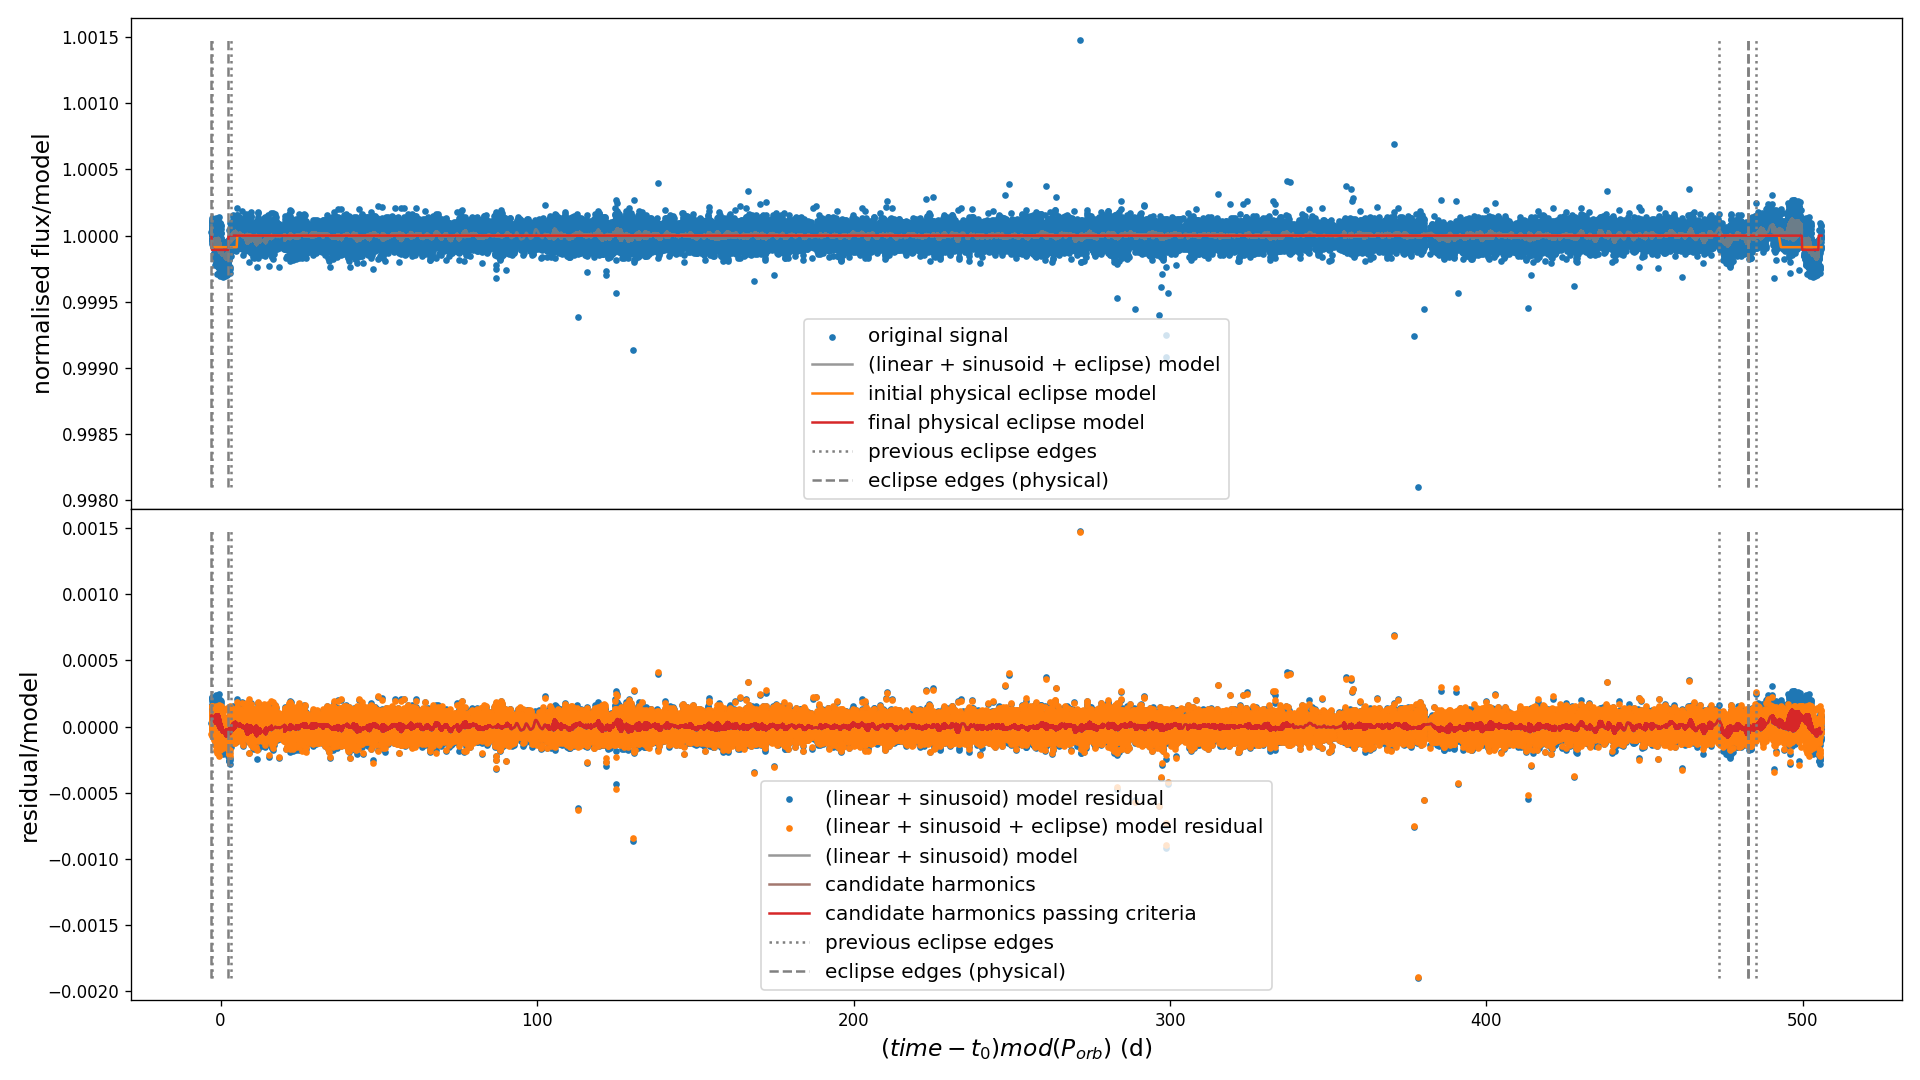 1.0015
1.0010
1.0005
1.0000
0.9995
0.9990
0.9985
0.9980
normalised flux/model
original signal
(linear + sinusoid + eclipse) model
initial physical eclipse model
final physical eclipse model
previous eclipse edges
eclipse edges (physical)
0.0015
0.0010
0.0005
0.0000
−0.0005
−0.0010
−0.0015
−0.0020
residual/model
(linear + sinusoid) model residual
(linear + sinusoid + eclipse) model residual
(linear + sinusoid) model
candidate harmonics
candidate harmonics passing criteria
previous eclipse edges
eclipse edges (physical)
0 100 200 300 400 500
(time − t₀)mod(Pₒᵣb) (d)